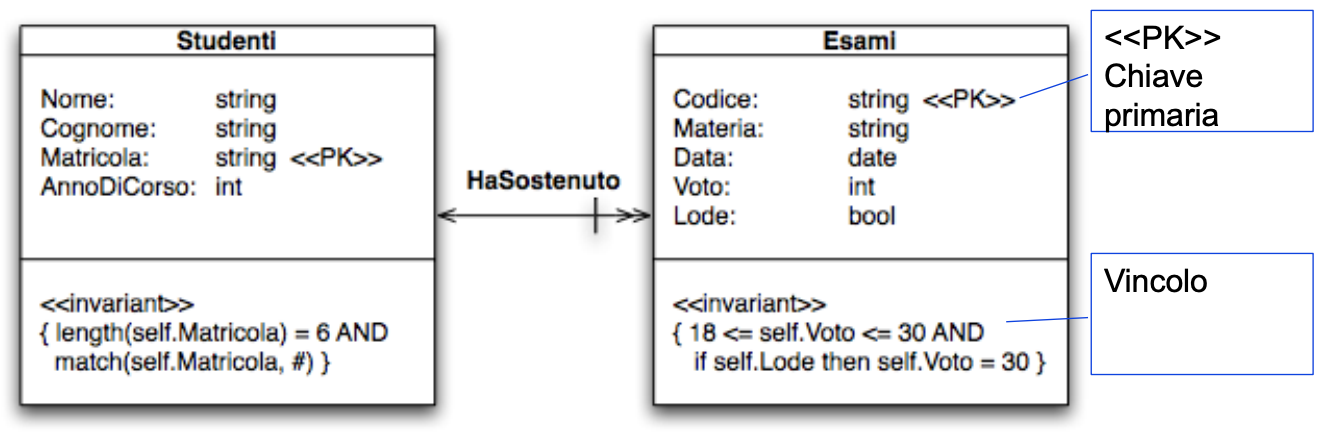 Studenti
Nome: string
Cognome: string
Matricola: string <<PK>>
AnnoDiCorso: int
<<invariant>>
{ length(self.Matricola) = 6 AND
match(self.Matricola, #) }
HaSostenuto
Esami
Codice: string <<PK>>
Materia: string
Data: date
Voto: int
Lode: bool
<<invariant>>
{ 18 <= self.Voto <= 30 AND
if self.Lode then self.Voto = 30 }
<<PK>>
Chiave
primaria
Vincolo